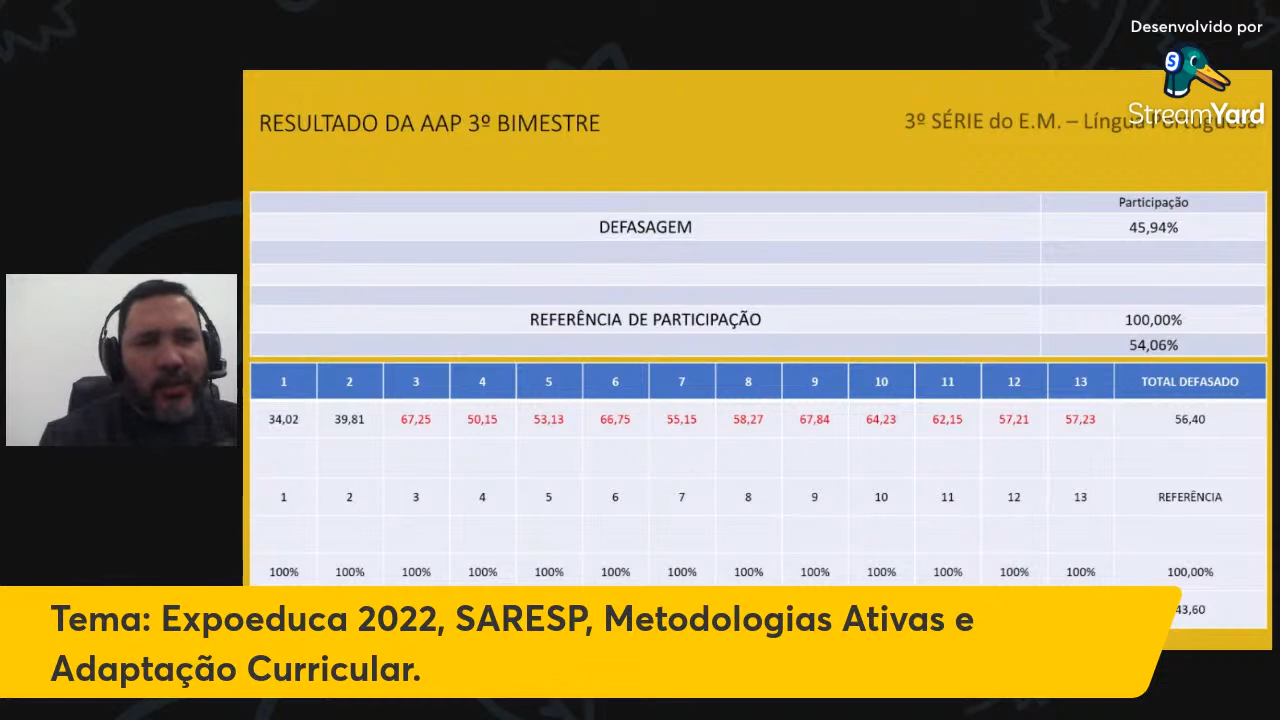 Desenvolvido por
StreamYard
RESULTADO DA AAP 3º BIMESTRE
3º SÉRIE do E.M. – Língua Portuguesa
Participação
DEFASAGEM 45,94%
REFERÊNCIA DE PARTICIPAÇÃO 100,00%
54,06%
1 2 3 4 5 6 7 8 9 10 11 12 13 TOTAL DEFASADO
34,02 39,81 67,25 50,15 53,13 66,75 55,15 58,27 67,84 64,23 62,15 57,21 57,23 56,40
1 2 3 4 5 6 7 8 9 10 11 12 13 REFERÊNCIA
100% 100% 100% 100% 100% 100% 100% 100% 100% 100% 100% 100% 100% 100,00%
43,60
Tema: Expoeduca 2022, SARESP, Metodologias Ativas e
Adaptação Curricular.